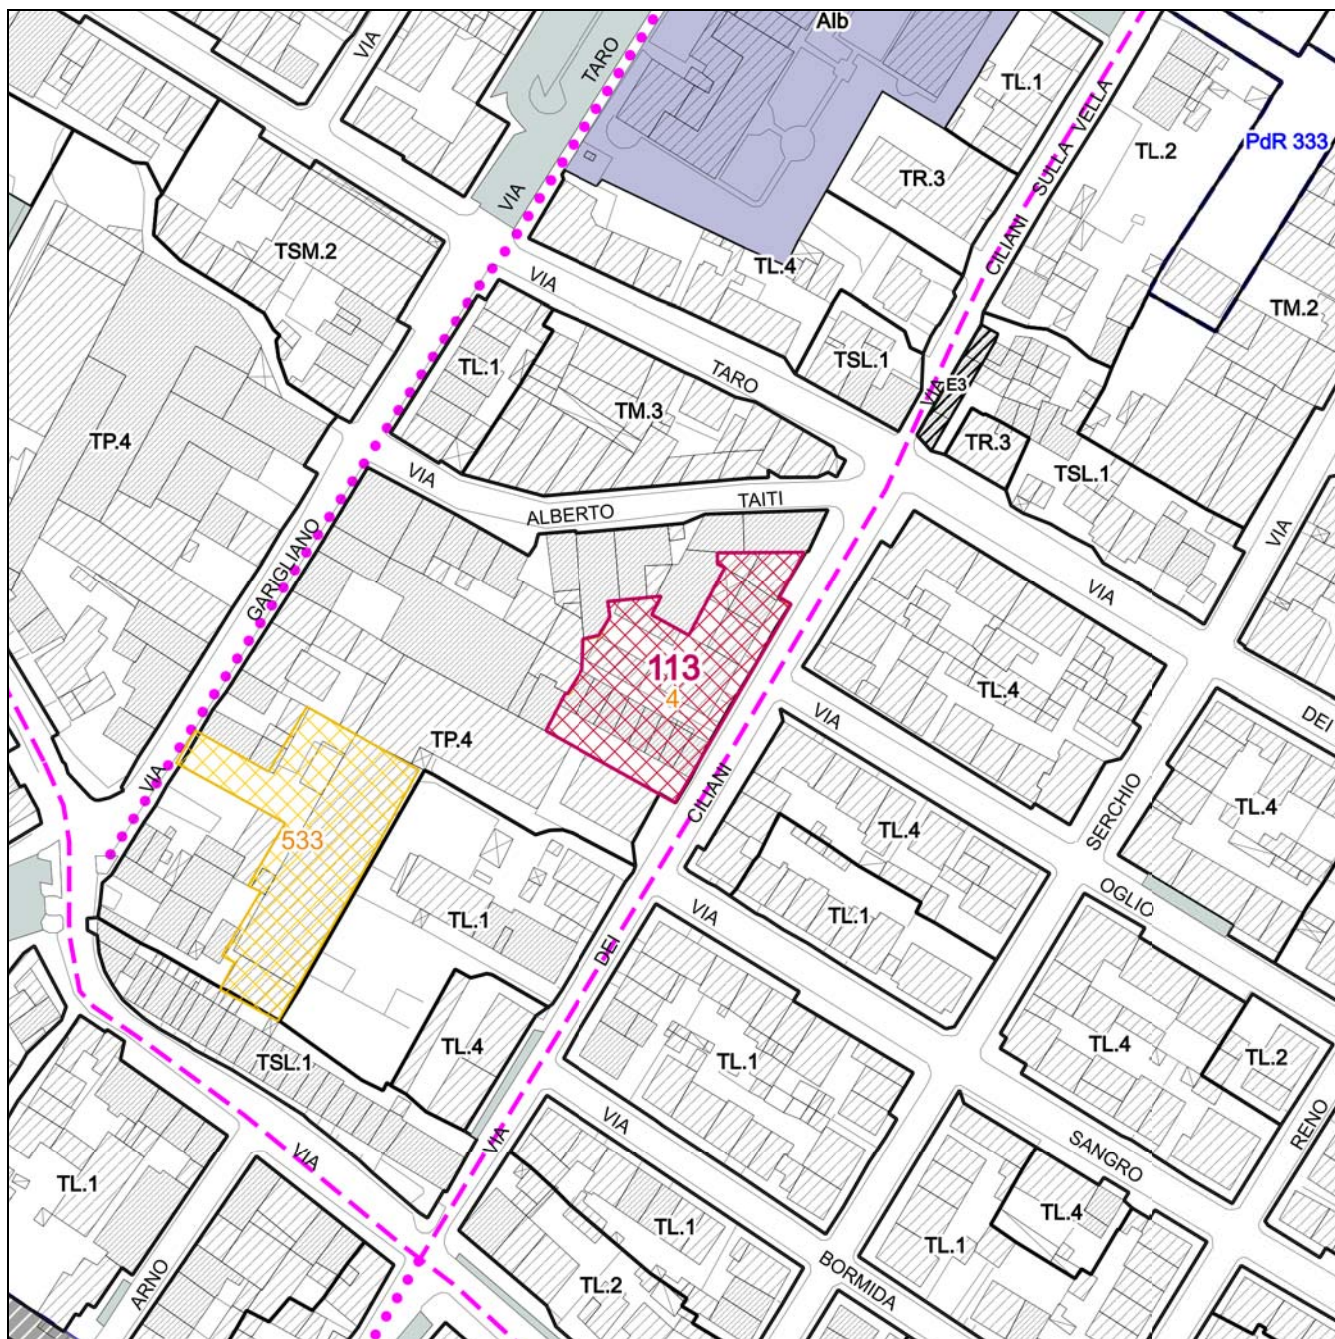 Alb
VIA
TARO
TL.1
VELLA
SULLA
CILIANI
TL.2
PdR 333
TR.3
VIA
TSM.2
TL.4
VIA
TM.2
TL.1
TARO
TSL.1
VIA
E3
TM.3
TP.4
TR.3
TSL.1
VIA
ALBERTO
TAITI
VIA
GARIGLIANO
VIA
113
4
TL.4
DEI
VIA
TP.4
VIA
CILIANI
SERCHIO
TL.4
TL.4
533
OGLIO
TL.1
VIA
TL.1
DEI
TL.4
TL.4
TL.2
TSL.1
TL.1
VIA
RENO
VIA
SANGRO
VIA
TL.1
TL.4
TL.1
TL.1
BORMIDA
ARNO
TL.2